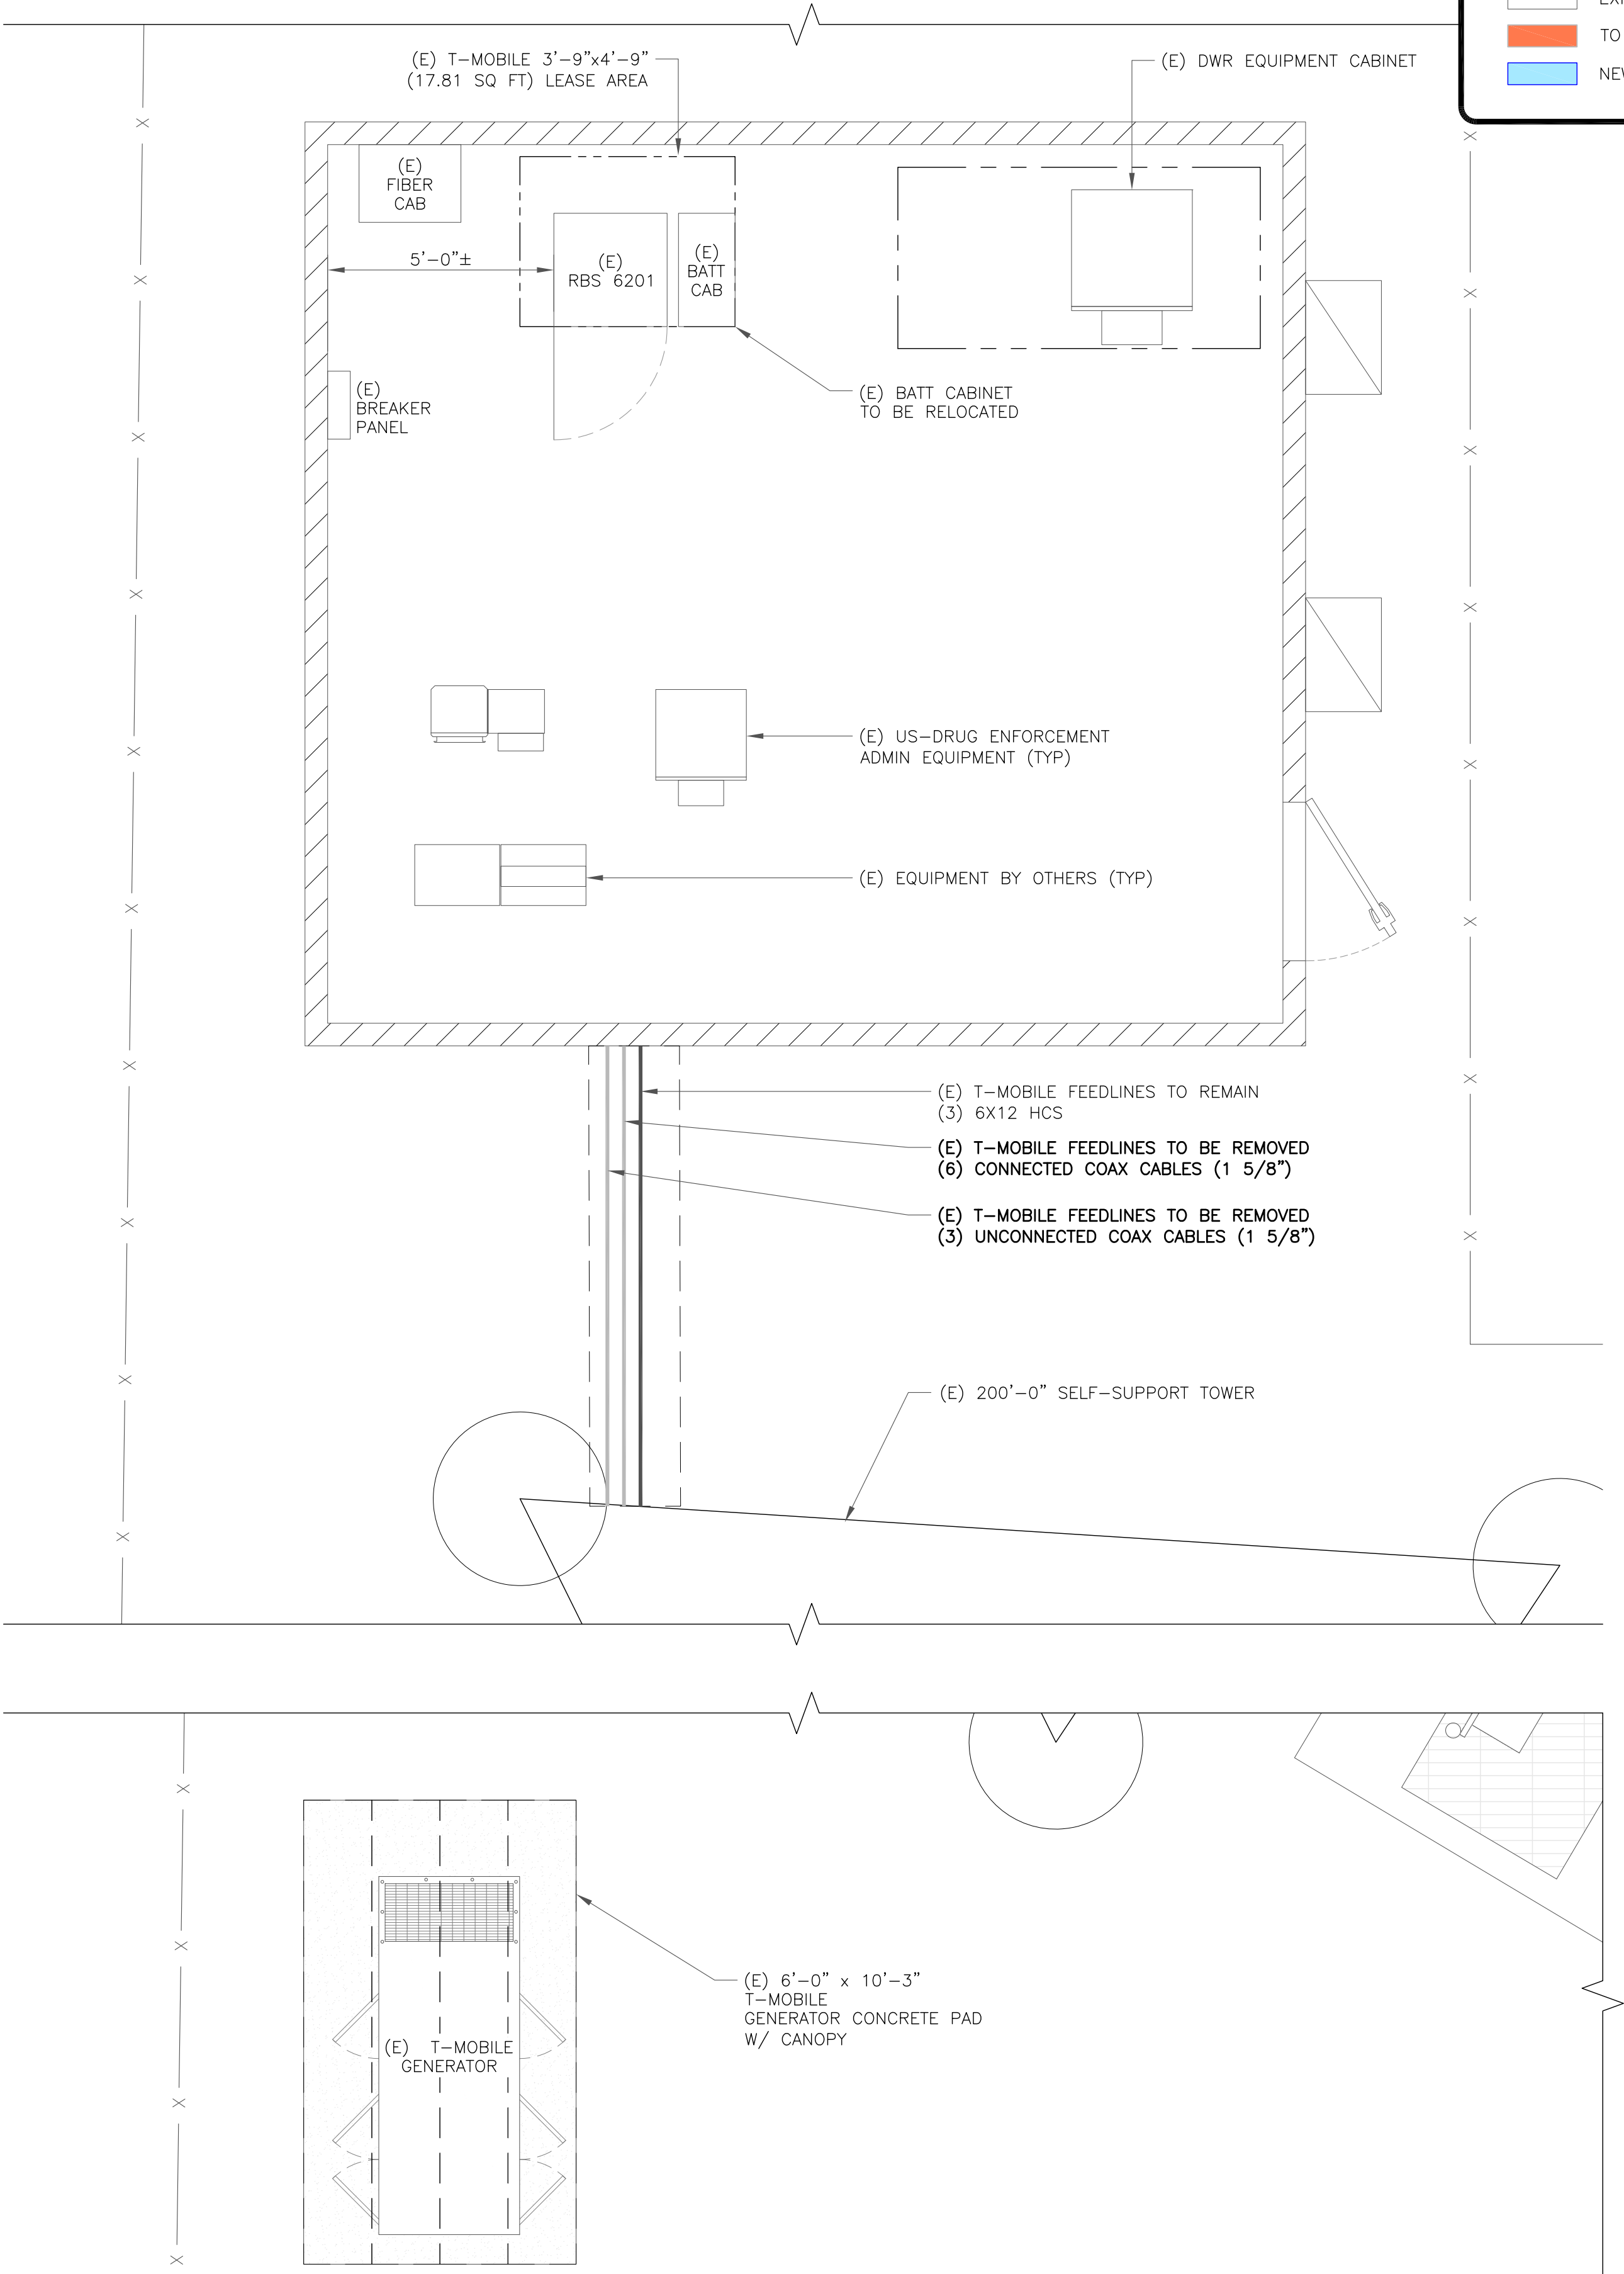 TO
(E) T-MOBILE 3'-9"x4'-9"
(17.81 SQ FT) LEASE AREA
(E) DWR EQUIPMENT CABINET
(E)
FIBER
CAB
5'-0"±
(E)
RBS 6201
(E)
BATT
CAB
(E)
BREAKER
PANEL
(E) BATT CABINET
TO BE RELOCATED
(E) US-DRUG ENFORCEMENT
ADMIN EQUIPMENT (TYP)
(E) EQUIPMENT BY OTHERS (TYP)
(E) T-MOBILE FEEDLINES TO REMAIN
(3) 6X12 HCS
(E) T-MOBILE FEEDLINES TO BE REMOVED
(6) CONNECTED COAX CABLES (1 5/8")
(E) T-MOBILE FEEDLINES TO BE REMOVED
(3) UNCONNECTED COAX CABLES (1 5/8")
(E) 200'-0" SELF-SUPPORT TOWER
(E) 6'-0" x 10'-3"
T-MOBILE
GENERATOR CONCRETE PAD
W/ CANOPY
(E) T-MOBILE
GENERATOR